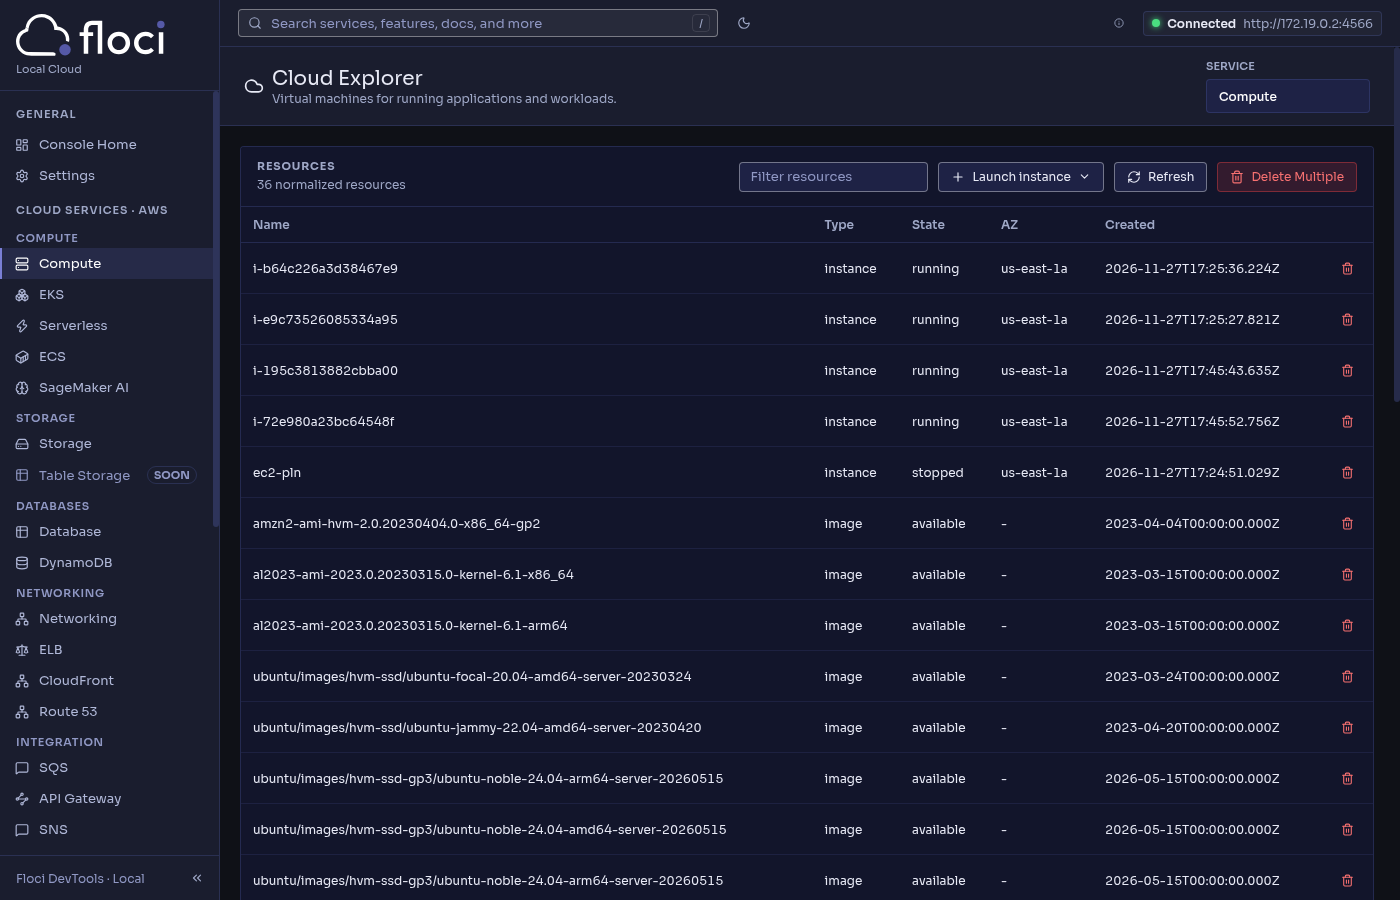 floci
Local Cloud
Search services, features, docs, and more /
Connected http://172.19.0.2:4566
GENERAL
Console Home
Settings
CLOUD SERVICES · AWS
COMPUTE
Compute
EKS
Serverless
ECS
SageMaker AI
STORAGE
Storage
Table Storage SOON
DATABASES
Database
DynamoDB
NETWORKING
Networking
ELB
CloudFront
Route 53
INTEGRATION
SQS
API Gateway
SNS
Floci DevTools · Local
Cloud Explorer
Virtual machines for running applications and workloads.
SERVICE
Compute
RESOURCES
36 normalized resources
Filter resources
Launch instance
Refresh
Delete Multiple
Name Type State AZ Created
i-b64c226a3d38467e9 instance running us-east-1a 2026-11-27T17:25:36.224Z
i-e9c73526085334a95 instance running us-east-1a 2026-11-27T17:25:27.821Z
i-195c3813882cbba00 instance running us-east-1a 2026-11-27T17:45:43.635Z
i-72e980a23bc64548f instance running us-east-1a 2026-11-27T17:45:52.756Z
ec2-pln instance stopped us-east-1a 2026-11-27T17:24:51.029Z
amzn2-ami-hvm-2.0.20230404.0-x86_64-gp2 image available - 2023-04-04T00:00:00.000Z
al2023-ami-2023.0.20230315.0-kernel-6.1-x86_64 image available - 2023-03-15T00:00:00.000Z
al2023-ami-2023.0.20230315.0-kernel-6.1-arm64 image available - 2023-03-15T00:00:00.000Z
ubuntu/images/hvm-ssd/ubuntu-focal-20.04-amd64-server-20230324 image available - 2023-03-24T00:00:00.000Z
ubuntu/images/hvm-ssd/ubuntu-jammy-22.04-amd64-server-20230420 image available - 2023-04-20T00:00:00.000Z
ubuntu/images/hvm-ssd-gp3/ubuntu-noble-24.04-arm64-server-20260515 image available - 2026-05-15T00:00:00.000Z
ubuntu/images/hvm-ssd-gp3/ubuntu-noble-24.04-amd64-server-20260515 image available - 2026-05-15T00:00:00.000Z
ubuntu/images/hvm-ssd-gp3/ubuntu-noble-24.04-arm64-server-20260515 image available - 2026-05-15T00:00:00.000Z